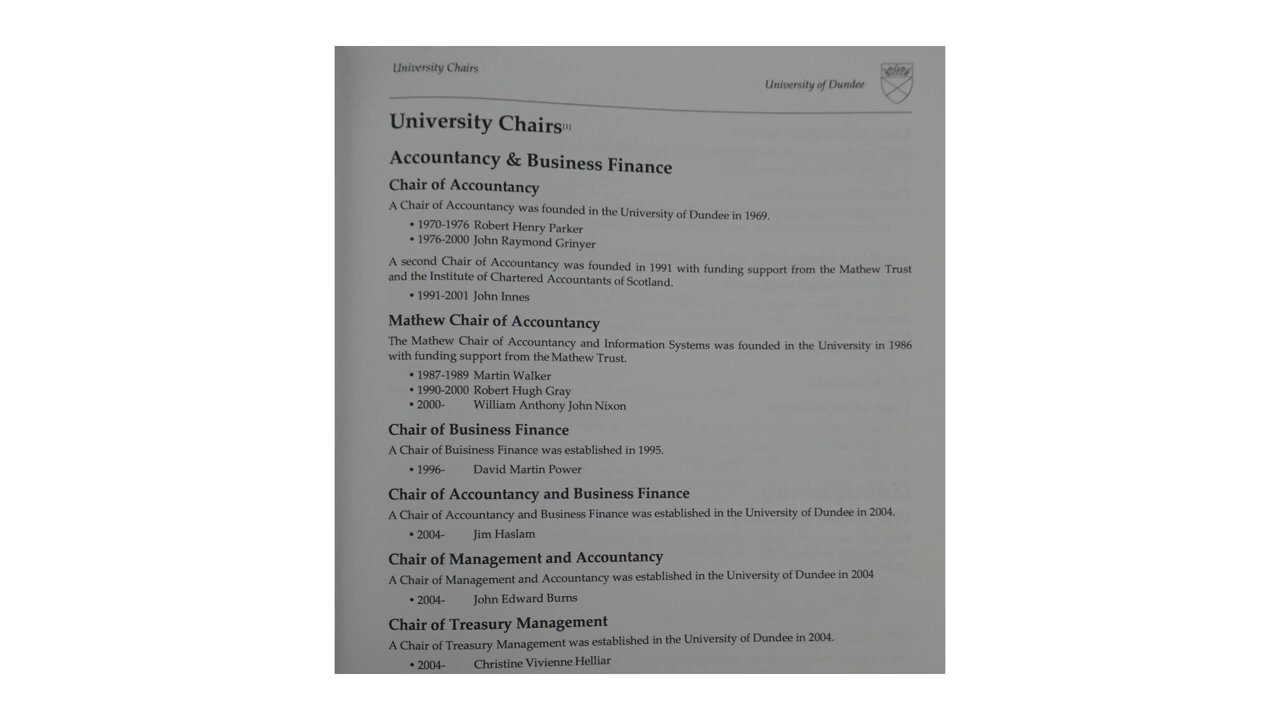 University Chairs
University of Dundee
University Chairs[1]
Accountancy & Business Finance
Chair of Accountancy
A Chair of Accountancy was founded in the University of Dundee in 1969.
• 1970-1976 Robert Henry Parker
• 1976-2000 John Raymond Grinyer
A second Chair of Accountancy was founded in 1991 with funding support from the Mathew Trust
and the Institute of Chartered Accountants of Scotland.
• 1991-2001 John Innes
Mathew Chair of Accountancy
The Mathew Chair of Accountancy and Information Systems was founded in the University in 1986
with funding support from the Mathew Trust.
• 1987-1989 Martin Walker
• 1990-2000 Robert Hugh Gray
• 2000- William Anthony John Nixon
Chair of Business Finance
A Chair of Buisiness Finance was established in 1995.
• 1996- David Martin Power
Chair of Accountancy and Business Finance
A Chair of Accountancy and Business Finance was established in the University of Dundee in 2004.
• 2004- Jim Haslam
Chair of Management and Accountancy
A Chair of Management and Accountancy was established in the University of Dundee in 2004
• 2004- John Edward Burns
Chair of Treasury Management
A Chair of Treasury Management was established in the University of Dundee in 2004.
• 2004- Christine Vivienne Helliar